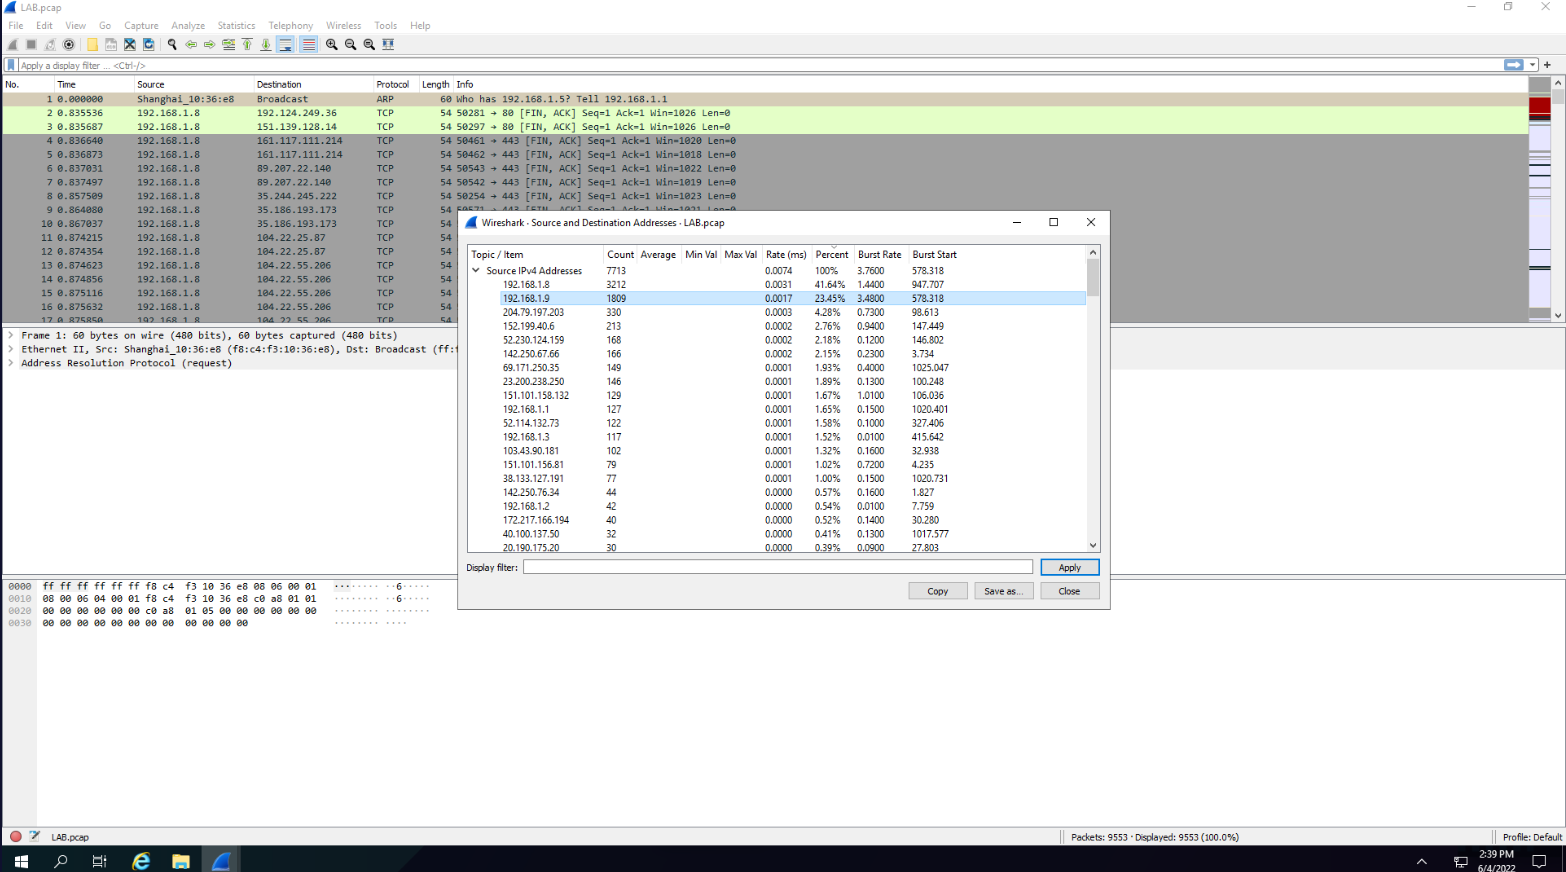 LAB.pcap
File Edit View Go Capture Analyze Statistics Telephony Wireless Tools Help
Apply a display filter ... <Ctrl-/>
No. Time Source Destination Protocol Length Info
1 0.000000 Shanghai_10:36:e8 Broadcast ARP 60 Who has 192.168.1.5? Tell 192.168.1.1
2 0.835536 192.168.1.8 192.124.249.36 TCP 54 50281 → 80 [FIN, ACK] Seq=1 Ack=1 Win=1026 Len=0
3 0.835687 192.168.1.8 151.139.128.14 TCP 54 50297 → 80 [FIN, ACK] Seq=1 Ack=1 Win=1026 Len=0
4 0.836640 192.168.1.8 161.117.111.214 TCP 54 50461 → 443 [FIN, ACK] Seq=1 Ack=1 Win=1020 Len=0
5 0.836873 192.168.1.8 161.117.111.214 TCP 54 50462 → 443 [FIN, ACK] Seq=1 Ack=1 Win=1018 Len=0
6 0.837031 192.168.1.8 89.207.22.140 TCP 54 50543 → 443 [FIN, ACK] Seq=1 Ack=1 Win=1022 Len=0
7 0.837497 192.168.1.8 89.207.22.140 TCP 54 50542 → 443 [FIN, ACK] Seq=1 Ack=1 Win=1019 Len=0
8 0.857509 192.168.1.8 35.244.245.222 TCP 54 50254 → 443 [FIN, ACK] Seq=1 Ack=1 Win=1023 Len=0
9 0.864080 192.168.1.8 35.186.193.173 TCP 54 50571 → 443 [FIN, ACK] Seq=1 Ack=1 Win=1021 Len=0
10 0.867037 192.168.1.8 35.186.193.173 TCP 54
11 0.874215 192.168.1.8 104.22.25.87 TCP 54
12 0.874354 192.168.1.8 104.22.25.87 TCP 54
13 0.874623 192.168.1.8 104.22.55.206 TCP 54
14 0.874856 192.168.1.8 104.22.55.206 TCP 54
15 0.875116 192.168.1.8 104.22.55.206 TCP 54
16 0.875632 192.168.1.8 104.22.55.206 TCP 54
17 0.875850 192.168.1.8 104.22.55.206 TCP 54
Wireshark · Source and Destination Addresses · LAB.pcap
Topic / Item Count Average Min Val Max Val Rate (ms) Percent Burst Rate Burst Start
Source IPv4 Addresses 7713 0.0074 100% 3.7600 578.318
192.168.1.8 3212 0.0031 41.64% 1.4400 947.707
192.168.1.9 1809 0.0017 23.45% 3.4800 578.318
204.79.197.203 330 0.0003 4.28% 0.7300 98.613
152.199.40.6 213 0.0002 2.76% 0.9400 147.449
52.230.124.159 168 0.0002 2.18% 0.1200 146.802
142.250.67.66 166 0.0002 2.15% 0.2300 3.734
69.171.250.35 149 0.0001 1.93% 0.4000 1025.047
23.200.238.250 146 0.0001 1.89% 0.1300 100.248
151.101.158.132 129 0.0001 1.67% 1.0100 106.036
192.168.1.1 127 0.0001 1.65% 0.1500 1020.401
52.114.132.73 122 0.0001 1.58% 0.1000 327.406
192.168.1.3 117 0.0001 1.52% 0.0100 415.642
103.43.90.181 102 0.0001 1.32% 0.1600 32.938
151.101.156.81 79 0.0001 1.02% 0.7200 4.235
38.133.127.191 77 0.0001 1.00% 0.1500 1020.731
142.250.76.34 44 0.0000 0.57% 0.1600 1.827
192.168.1.2 42 0.0000 0.54% 0.0100 7.759
172.217.166.194 40 0.0000 0.52% 0.1400 30.280
40.100.137.50 32 0.0000 0.41% 0.1300 1017.577
20.190.175.20 30 0.0000 0.39% 0.0900 27.803
Display filter: Apply
Copy Save as... Close
Frame 1: 60 bytes on wire (480 bits), 60 bytes captured (480 bits)
Ethernet II, Src: Shanghai_10:36:e8 (f8:c4:f3:10:36:e8), Dst: Broadcast (ff:f
Address Resolution Protocol (request)
0000 ff ff ff ff ff ff f8 c4 f3 10 36 e8 08 06 00 01 ········ ··6·····
0010 08 00 06 04 00 01 f8 c4 f3 10 36 e8 c0 a8 01 01 ········ ··6·····
0020 00 00 00 00 00 00 c0 a8 01 05 00 00 00 00 00 00 ········ ········
0030 00 00 00 00 00 00 00 00 00 00 00 00 ········ ····
LAB.pcap Packets: 9553 · Displayed: 9553 (100.0%) Profile: Default
2:39 PM
6/4/2022